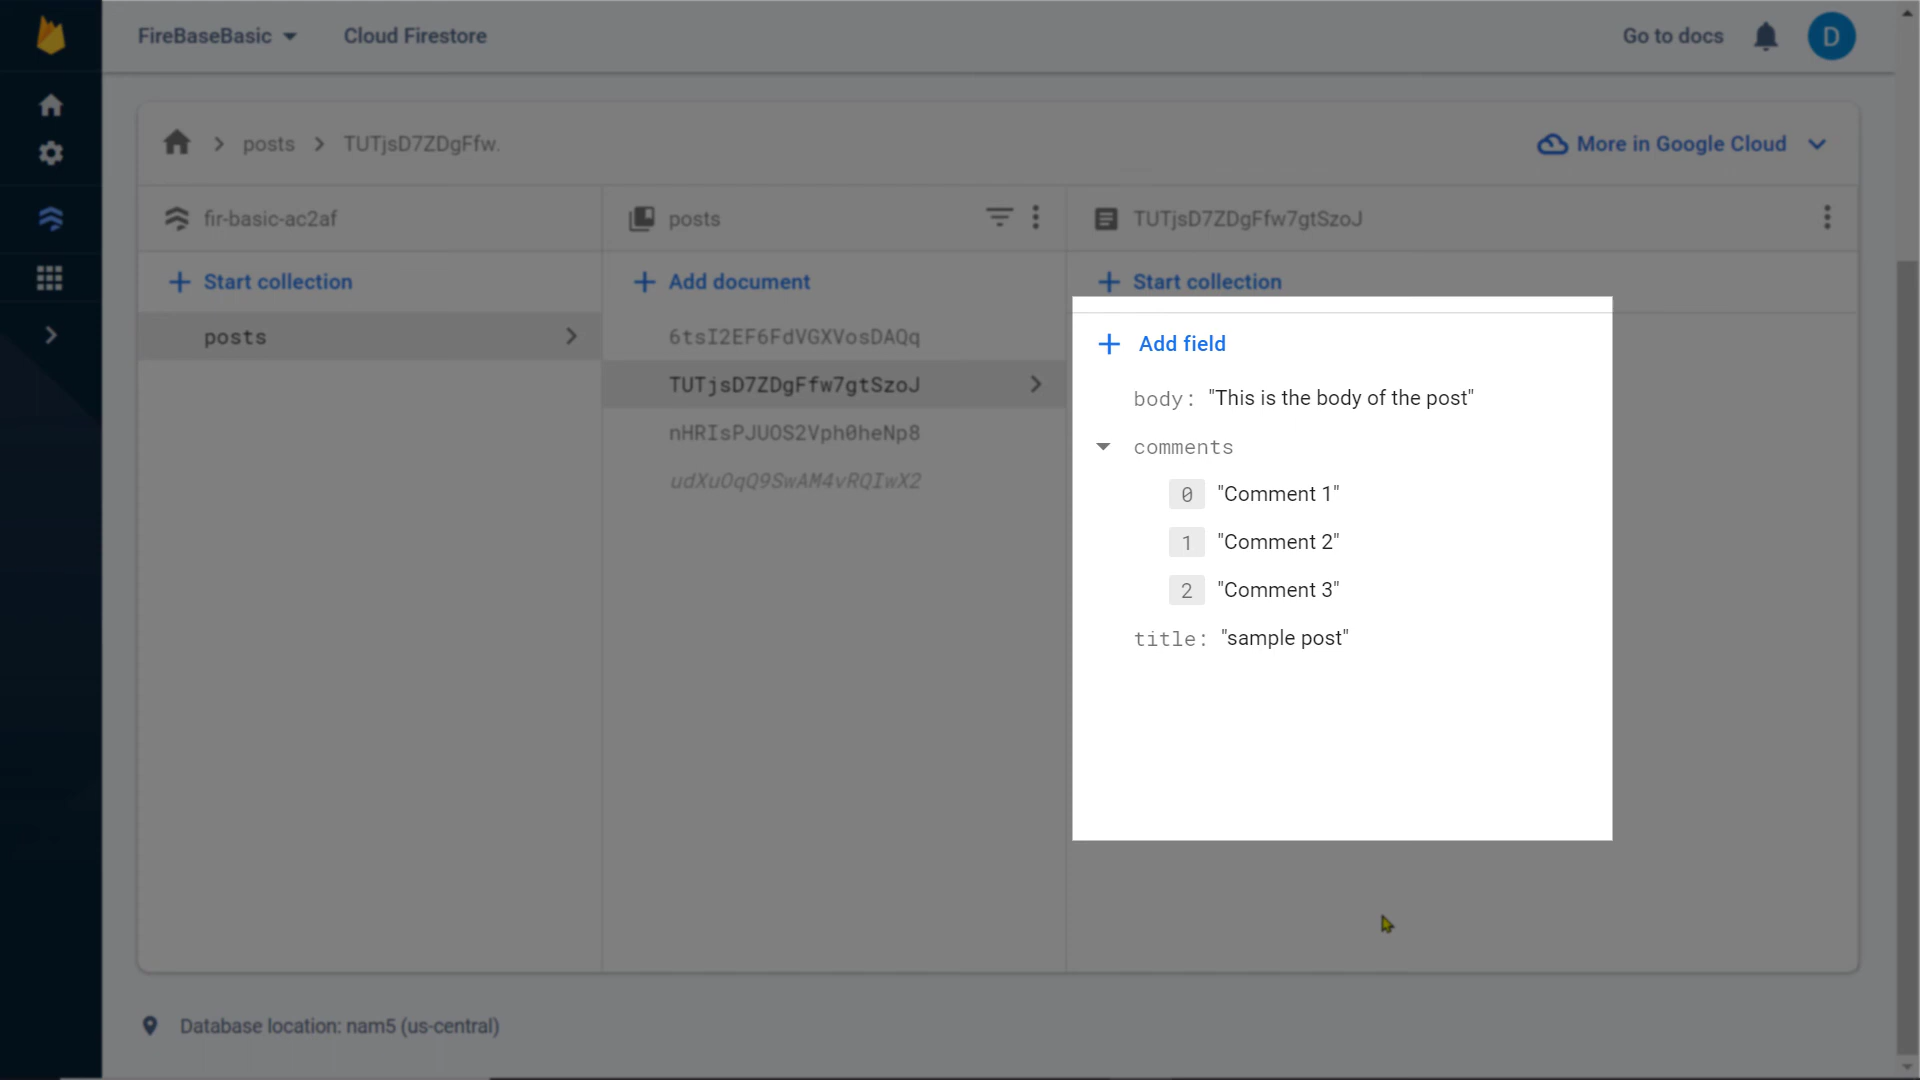 FireBaseBasic
Cloud Firestore
Go to docs
D
posts
TUTjsD7ZDgFfw.
More in Google Cloud
fir-basic-ac2af
posts
TUTjsD7ZDgFfw7gtSzoJ
Start collection
Add document
Start collection
posts
6tsI2EF6FdVGXVosDAQq
TUTjsD7ZDgFfw7gtSzoJ
nHRIsPJUOS2Vph0heNp8
udXuOqQ9SwAM4vRQIwX2
Add field
body: "This is the body of the post"
comments
0 "Comment 1"
1 "Comment 2"
2 "Comment 3"
title: "sample post"
Database location: nam5 (us-central)